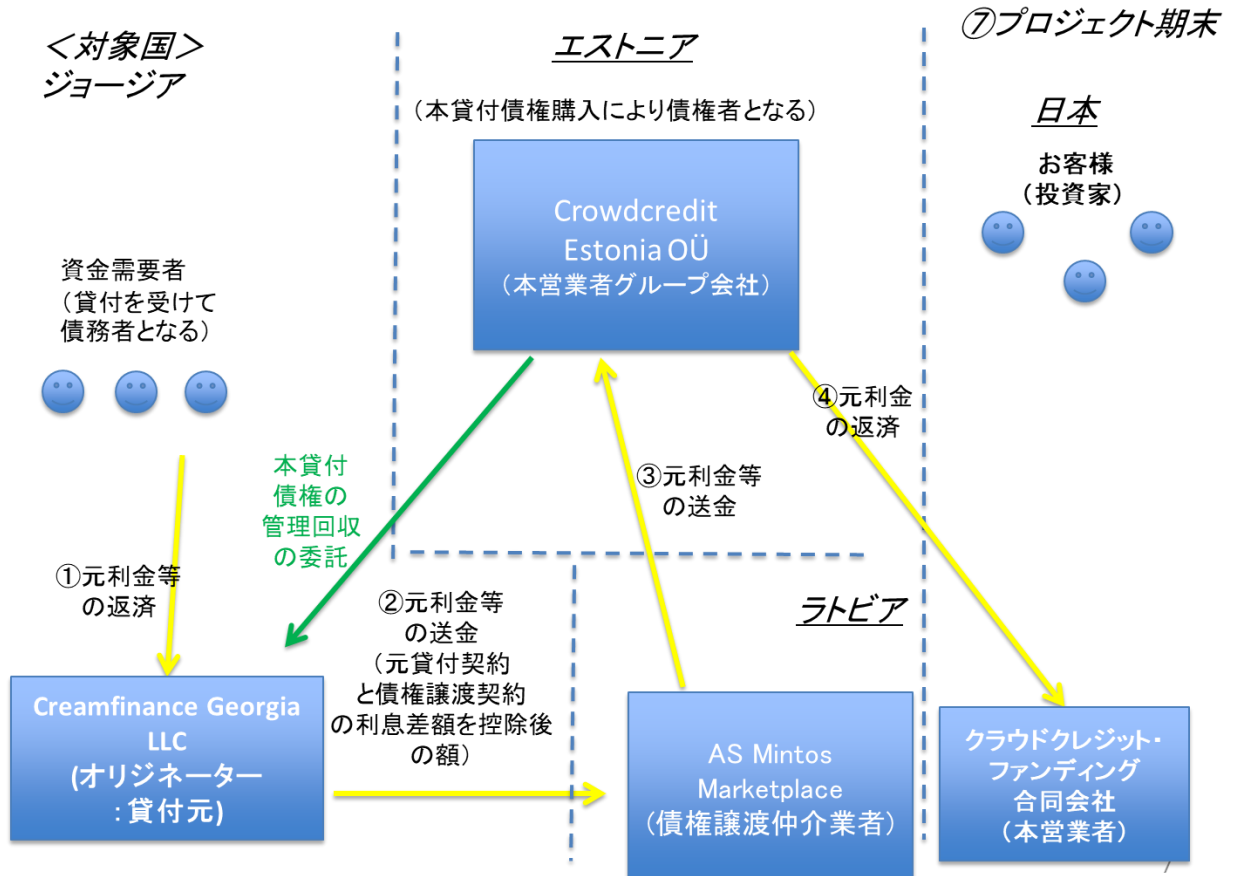 ＜対象国＞
ジョージア
エストニア
⑦プロジェクト期末
（本貸付債権購入により債権者となる）
日本
お客様
（投資家）
Crowdcredit
Estonia OÜ
（本営業者グループ会社）
資金需要者
（貸付を受けて
債務者となる）
④元利金
の返済
本貸付
債権の
管理回収
の委託
③元利金等
の送金
①元利金等
の返済
②元利金等
の送金
（元貸付契約
と債権譲渡契約
の利息差額を控除後
の額）
ラトビア
Creamfinance Georgia
LLC
(オリジネーター
：貸付元)
AS Mintos
Marketplace
（債権譲渡仲介業者）
クラウドクレジット・
ファンディング
合同会社
（本営業者）